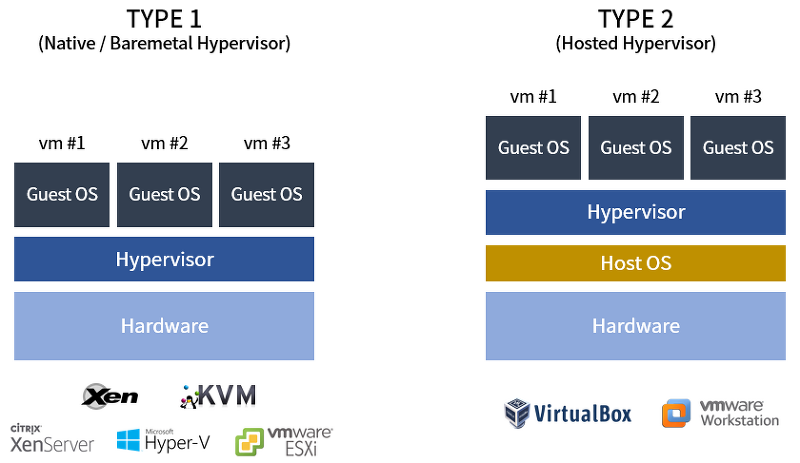 TYPE 1
(Native / Baremetal Hypervisor)
vm #1 vm #2 vm #3
Guest OS Guest OS Guest OS
Hypervisor
Hardware
Xen KVM
CITRIX
XenServer
Microsoft
Hyper-V
vmware
ESXi
TYPE 2
(Hosted Hypervisor)
vm #1 vm #2 vm #3
Guest OS Guest OS Guest OS
Hypervisor
Host OS
Hardware
VirtualBox
vmware
Workstation